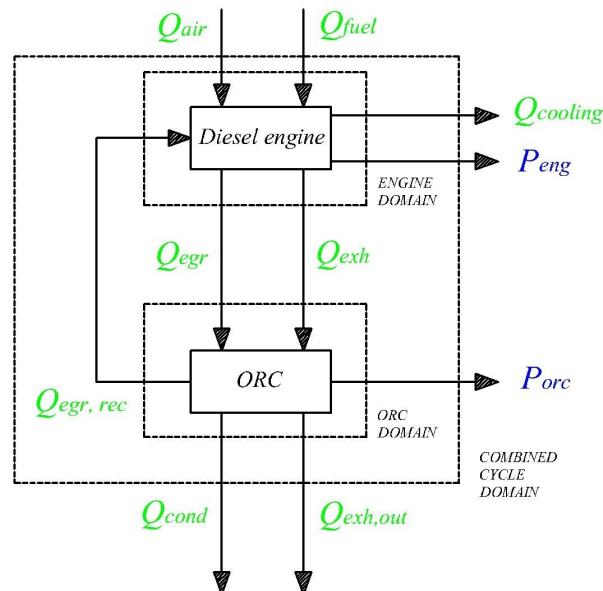 Qair
Qfuel
Diesel engine
Qcooling
Peng
ENGINE
DOMAIN
Qegr
Qexh
ORC
Porc
Qegr, rec
ORC
DOMAIN
COMBINED
CYCLE
DOMAIN
Qcond
Qexh,out